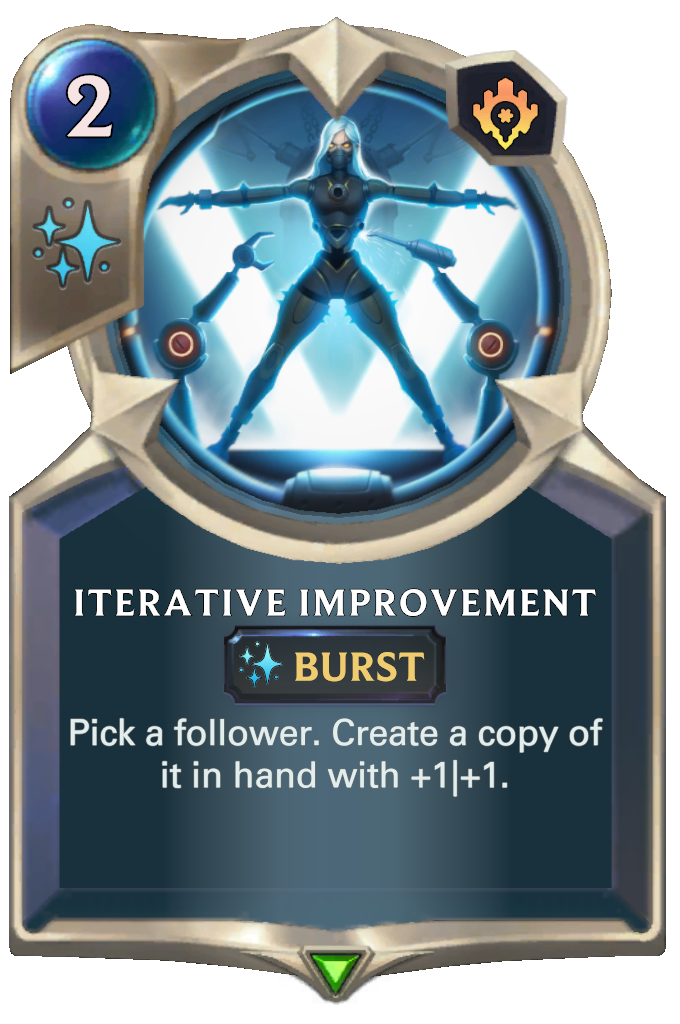 2
ITERATIVE IMPROVEMENT
BURST
Pick a follower. Create a copy of
it in hand with +1|+1.